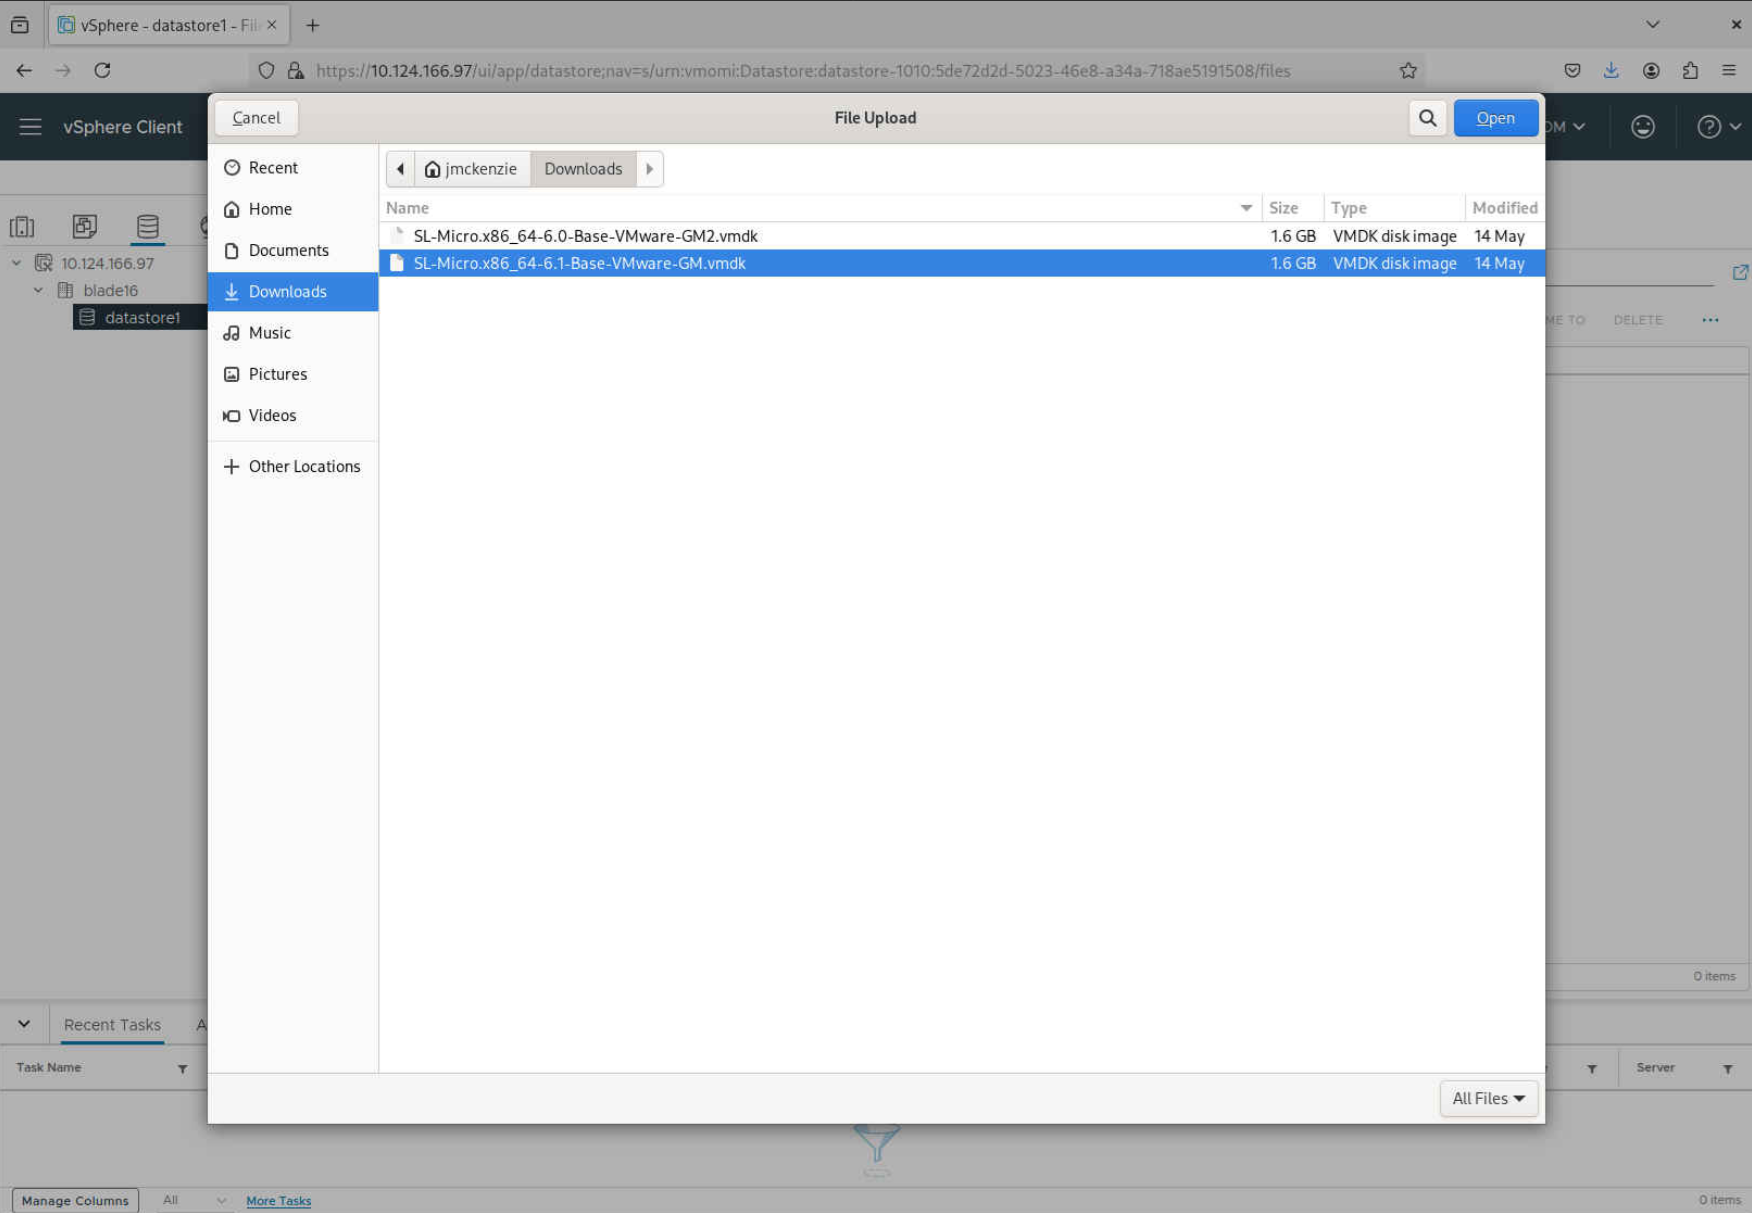 vSphere - datastore1 - Fil
https://10.124.166.97/ui/app/datastore;nav=s/urn:vmomi:Datastore:datastore-1010:5de72d2d-5023-46e8-a34a-718ae5191508/files
vSphere Client
Cancel
File Upload
Open
OM
Recent
Home
Documents
Downloads
Music
Pictures
Videos
Other Locations
jmckenzie
Downloads
Name Size Type Modified
SL-Micro.x86_64-6.0-Base-VMware-GM2.vmdk 1.6 GB VMDK disk image 14 May
SL-Micro.x86_64-6.1-Base-VMware-GM.vmdk 1.6 GB VMDK disk image 14 May
10.124.166.97
blade16
datastore1
ME TO DELETE
0 items
Recent Tasks A
Task Name Server
All Files
Manage Columns All More Tasks 0 items